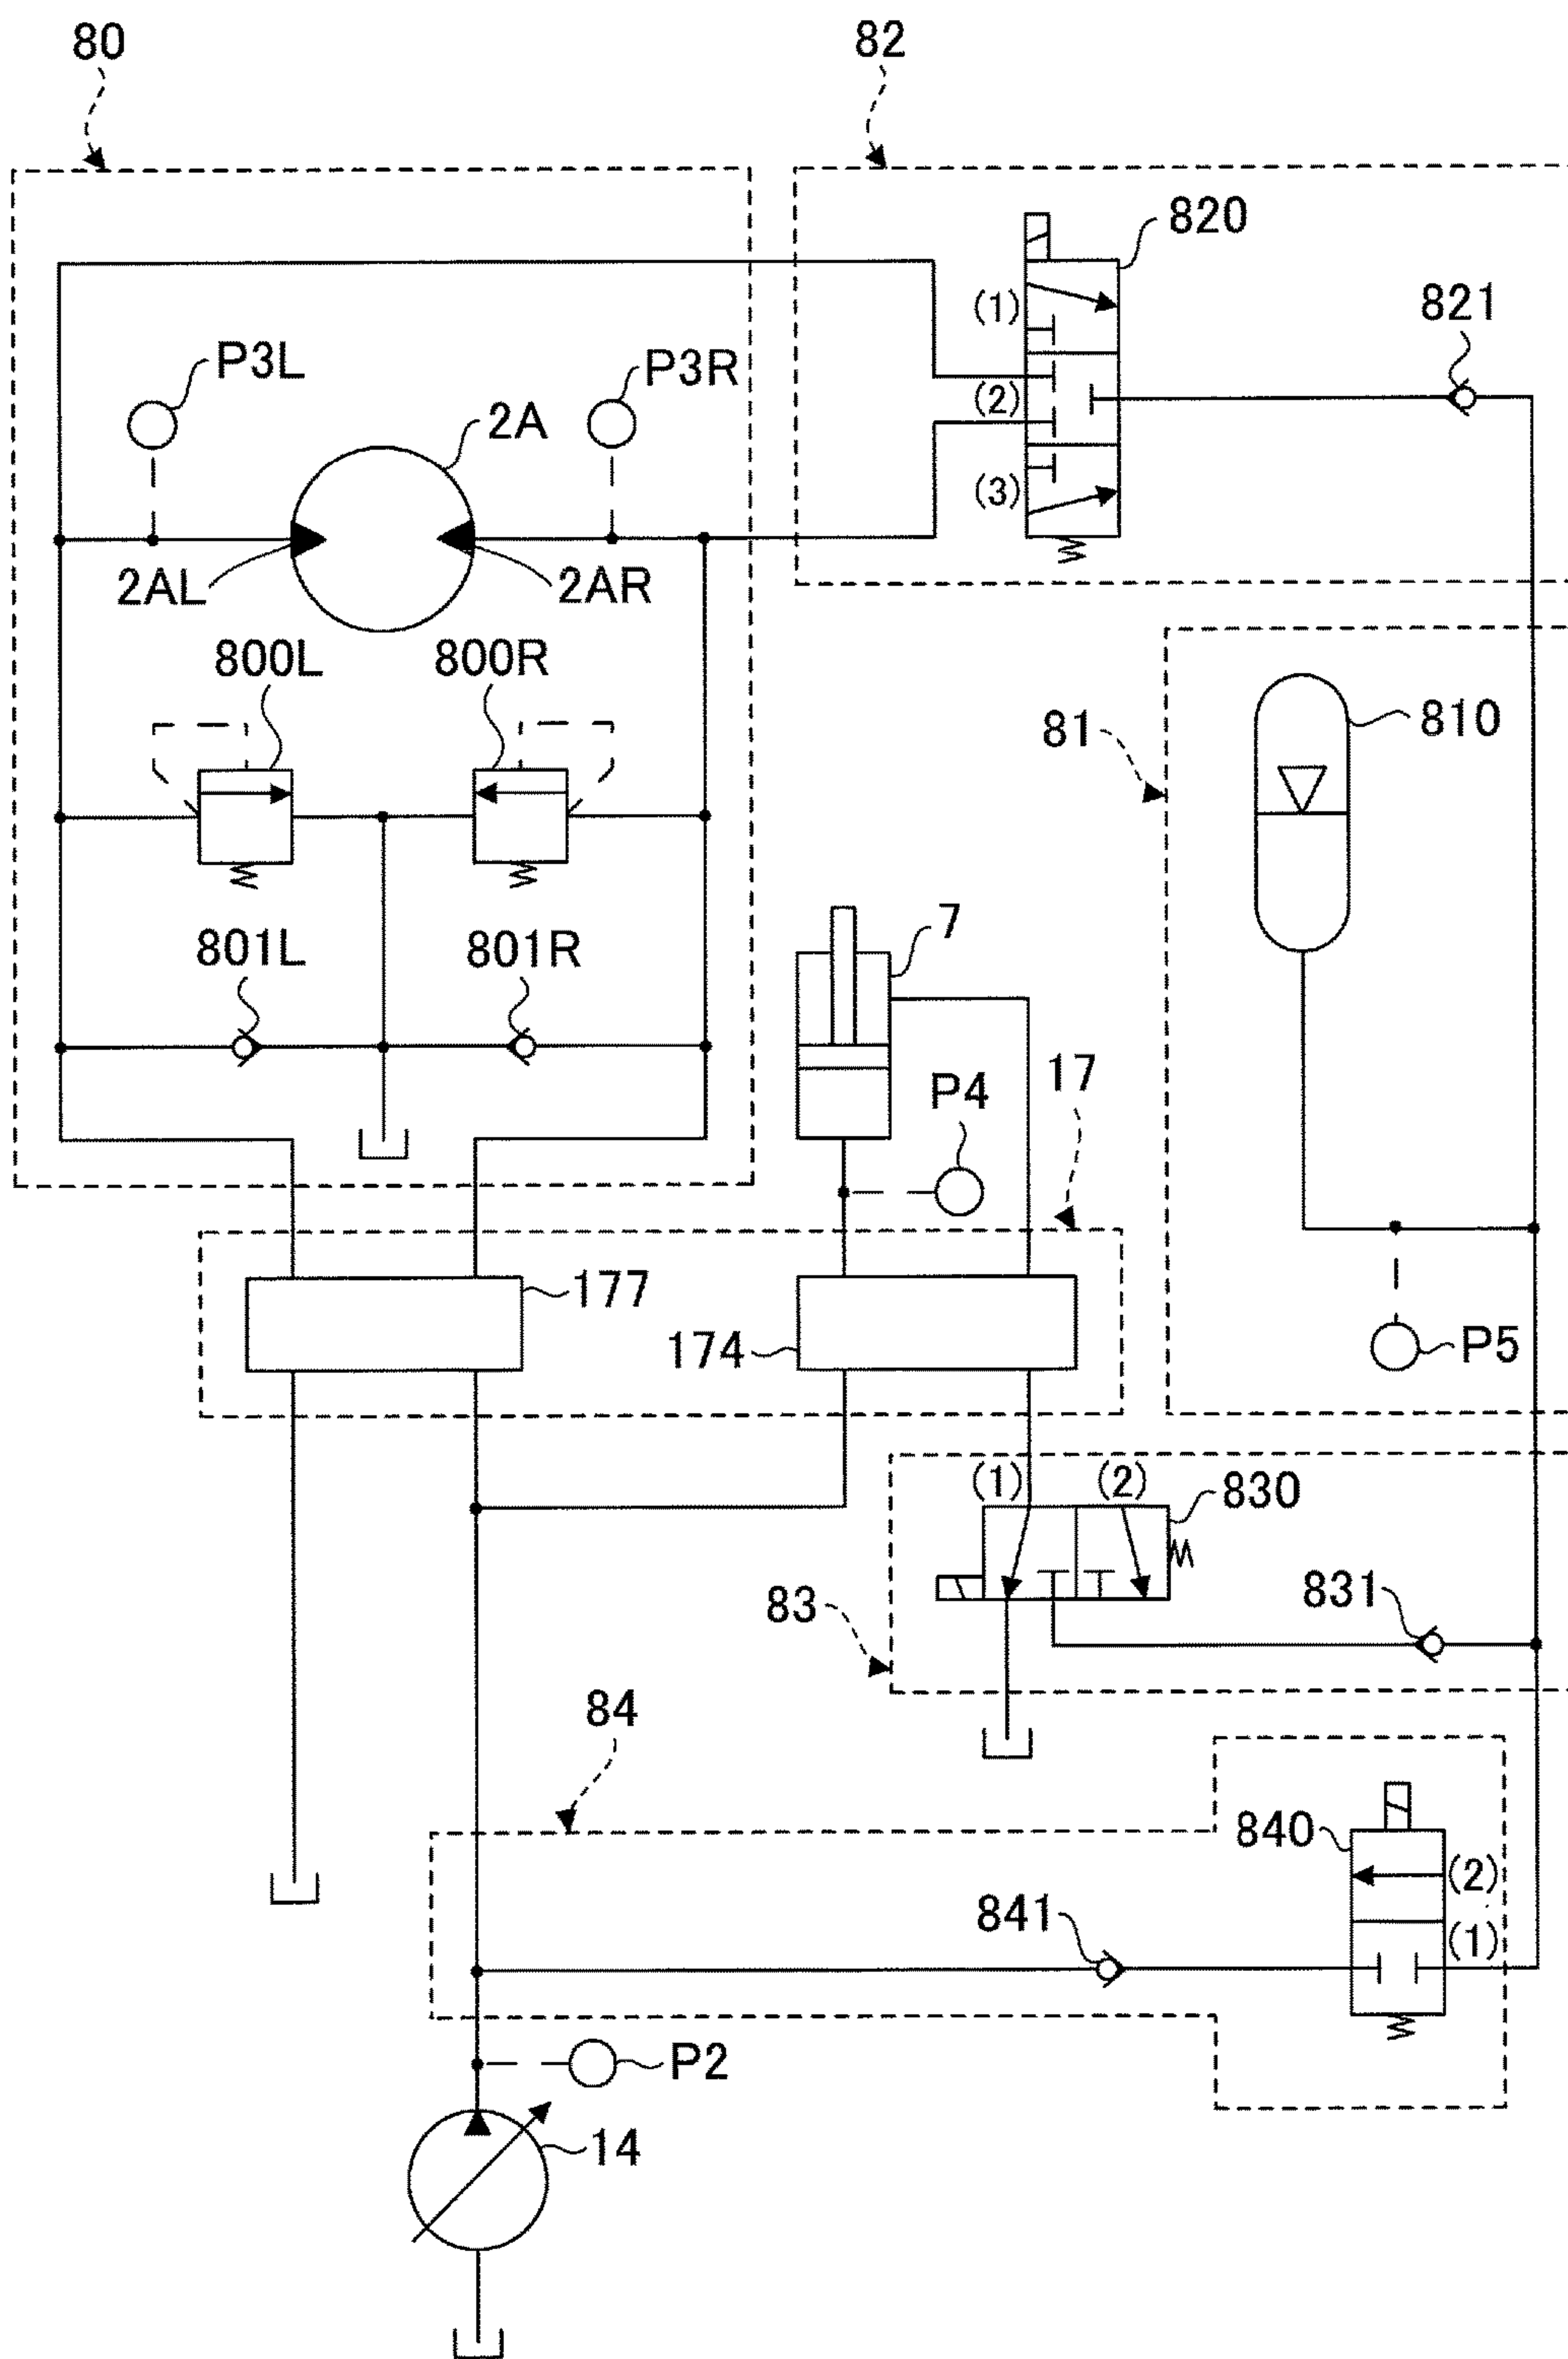 80
82
820
(1)
821
P3L
P3R
2A
(2)
(3)
2AL
2AR
800L
800R
81
810
7
801L
801R
17
P4
177
174
P5
(1)
(2)
830
83
831
84
840
(2)
841
(1)
P2
14